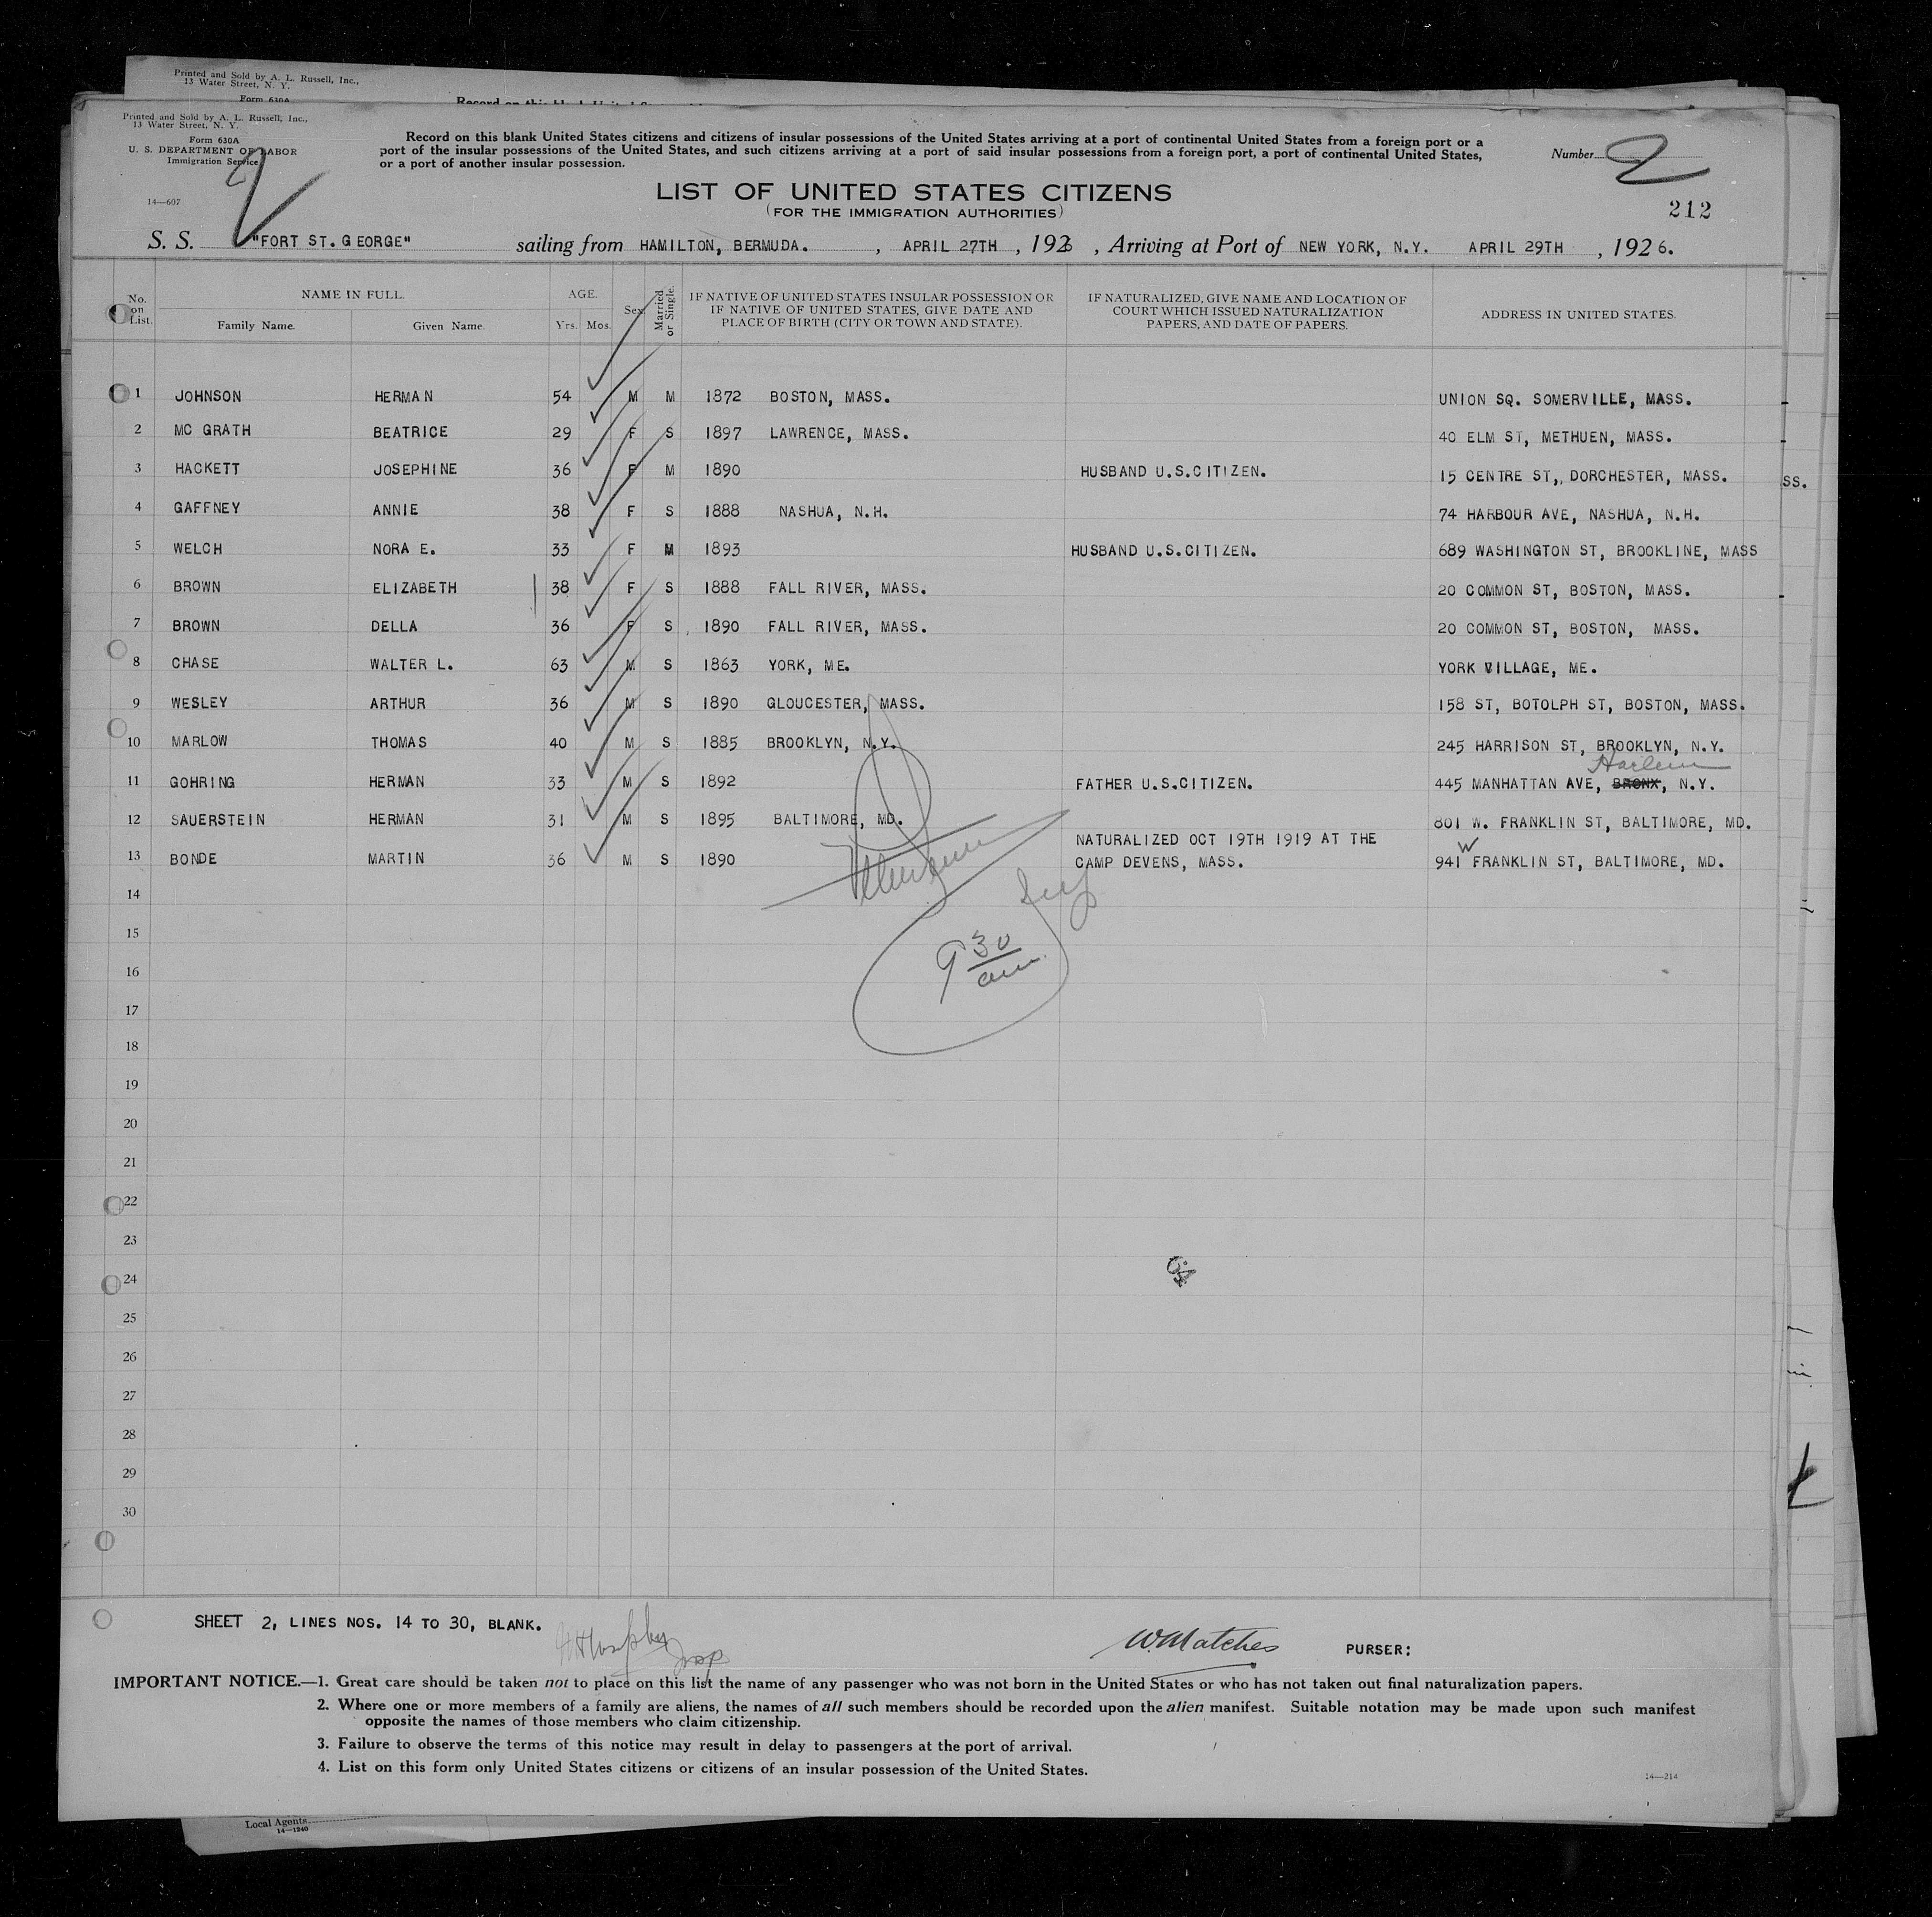 Printed and Sold by A. L. Russell, Inc.,
13 Water Street, N. Y.
Form 630A
Printed and Sold by A. L. Russell, Inc.,
13 Water Street, N. Y.
Form 630A
U. S. DEPARTMENT OF LABOR
Immigration Service
14—607
Record on this blank United States citizens and citizens of insular possessions of the United States arriving at a port of continental United States from a foreign port or a
port of the insular possessions of the United States, and such citizens arriving at a port of said insular possessions from a foreign port, a port of continental United States,
or a port of another insular possession.
Number 2
LIST OF UNITED STATES CITIZENS
(FOR THE IMMIGRATION AUTHORITIES)
212
S. S. "FORT ST.GEORGE" sailing from HAMILTON, BERMUDA. , APRIL 27TH , 1926 , Arriving at Port of NEW YORK, N.Y. APRIL 29TH , 1926.
No. on List. NAME IN FULL. Family Name. Given Name. AGE. Yrs. Mos. Sex. Married or Single. IF NATIVE OF UNITED STATES INSULAR POSSESSION OR IF NATIVE OF UNITED STATES, GIVE DATE AND PLACE OF BIRTH (CITY OR TOWN AND STATE). IF NATURALIZED, GIVE NAME AND LOCATION OF COURT WHICH ISSUED NATURALIZATION PAPERS, AND DATE OF PAPERS. ADDRESS IN UNITED STATES.
1 JOHNSON HERMAN 54 M M 1872 BOSTON, MASS. UNION SQ. SOMERVILLE, MASS.
2 MC GRATH BEATRICE 29 F S 1897 LAWRENCE, MASS. 40 ELM ST, METHUEN, MASS.
3 HACKETT JOSEPHINE 36 F M 1890 HUSBAND U.S.CITIZEN. 15 CENTRE ST,, DORCHESTER, MASS.
SS.
4 GAFFNEY ANNIE 38 F S 1888 NASHUA, N.H. 74 HARBOUR AVE, NASHUA, N.H.
5 WELCH NORA E. 33 F M 1893 HUSBAND U.S.CITIZEN. 689 WASHINGTON ST, BROOKLINE, MASS
6 BROWN ELIZABETH 38 F S 1888 FALL RIVER, MASS. 20 COMMON ST, BOSTON, MASS.
7 BROWN DELLA 36 F S 1890 FALL RIVER, MASS. 20 COMMON ST, BOSTON, MASS.
8 CHASE WALTER L. 63 M S 1863 YORK, ME. YORK VILLAGE, ME.
9 WESLEY ARTHUR 36 M S 1890 GLOUCESTER, MASS. 158 ST, BOTOLPH ST, BOSTON, MASS.
10 MARLOW THOMAS 40 M S 1885 BROOKLYN, N.Y. 245 HARRISON ST, BROOKLYN, N.Y.
Harlem
11 GOHRING HERMAN 33 M S 1892 FATHER U.S.CITIZEN. 445 MANHATTAN AVE, BRONX, N.Y.
12 SAUERSTEIN HERMAN 31 M S 1895 BALTIMORE, MD. 801 W. FRANKLIN ST, BALTIMORE, MD.
NATURALIZED OCT 19TH 1919 AT THE
W
13 BONDE MARTIN 36 M S 1890 CAMP DEVENS, MASS. 941 FRANKLIN ST, BALTIMORE, MD.
14
15
9 30
am
16
17
18
19
20
21
22
23
24
25
26
27
28
29
30
SHEET 2, LINES NOS. 14 TO 30, BLANK.
Insp
W. Matches PURSER:
IMPORTANT NOTICE.—1. Great care should be taken not to place on this list the name of any passenger who was not born in the United States or who has not taken out final naturalization papers.
2. Where one or more members of a family are aliens, the names of all such members should be recorded upon the alien manifest. Suitable notation may be made upon such manifest
opposite the names of those members who claim citizenship.
3. Failure to observe the terms of this notice may result in delay to passengers at the port of arrival.
4. List on this form only United States citizens or citizens of an insular possession of the United States.
14—214
Local Agents
14—1240